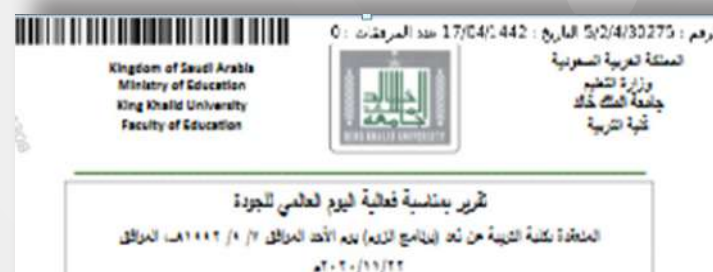 رقم : 5/2/4/30275 التاريخ : 17/04/1442 عدد المرفقات : 0
Kingdom of Saudi Arabia
Ministry of Education
King Khalid University
Faculty of Education
المملكة العربية السعودية
وزارة التعليم
جامعة الملك خالد
كلية التربية
KING KHALID UNIVERSITY
تقرير بمناسبة فعالية اليوم العالمي للجودة
المنعقدة بكلية التربية عن بُعد (برنامج الزوم) يوم الأحد الموافق ٧/ ٤/ ١٤٤٢هـ، الموافق
٢٠٢٠/١١/٢٢م